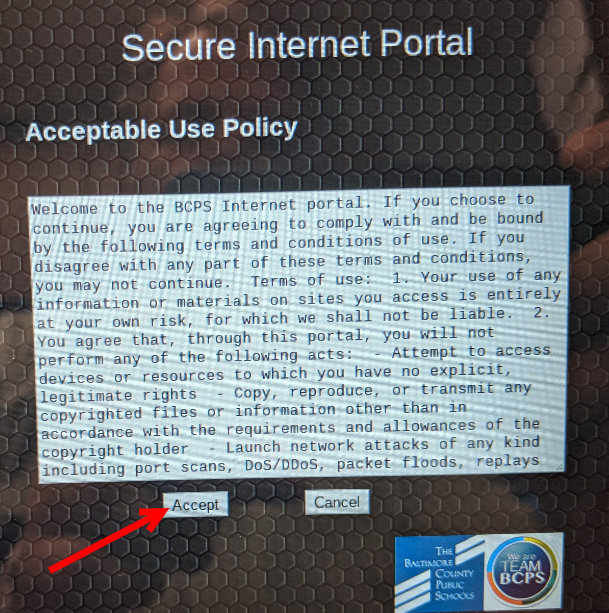 Secure Internet Portal
Acceptable Use Policy
Welcome to the BCPS Internet portal. If you choose to
continue, you are agreeing to comply with and be bound
by the following terms and conditions of use. If you
disagree with any part of these terms and conditions,
you may not continue.  Terms of use:  1. Your use of any
information or materials on sites you access is entirely
at your own risk, for which we shall not be liable.  2.
You agree that, through this portal, you will not
perform any of the following acts:  - Attempt to access
devices or resources to which you have no explicit,
legitimate rights  - Copy, reproduce, or transmit any
copyrighted files or information other than in
accordance with the requirements and allowances of the
copyright holder  - Launch network attacks of any kind
including port scans, DoS/DDoS, packet floods, replays
Accept
Cancel
THE
BALTIMORE
COUNTY
PUBLIC
SCHOOLS
We are
TEAM
BCPS